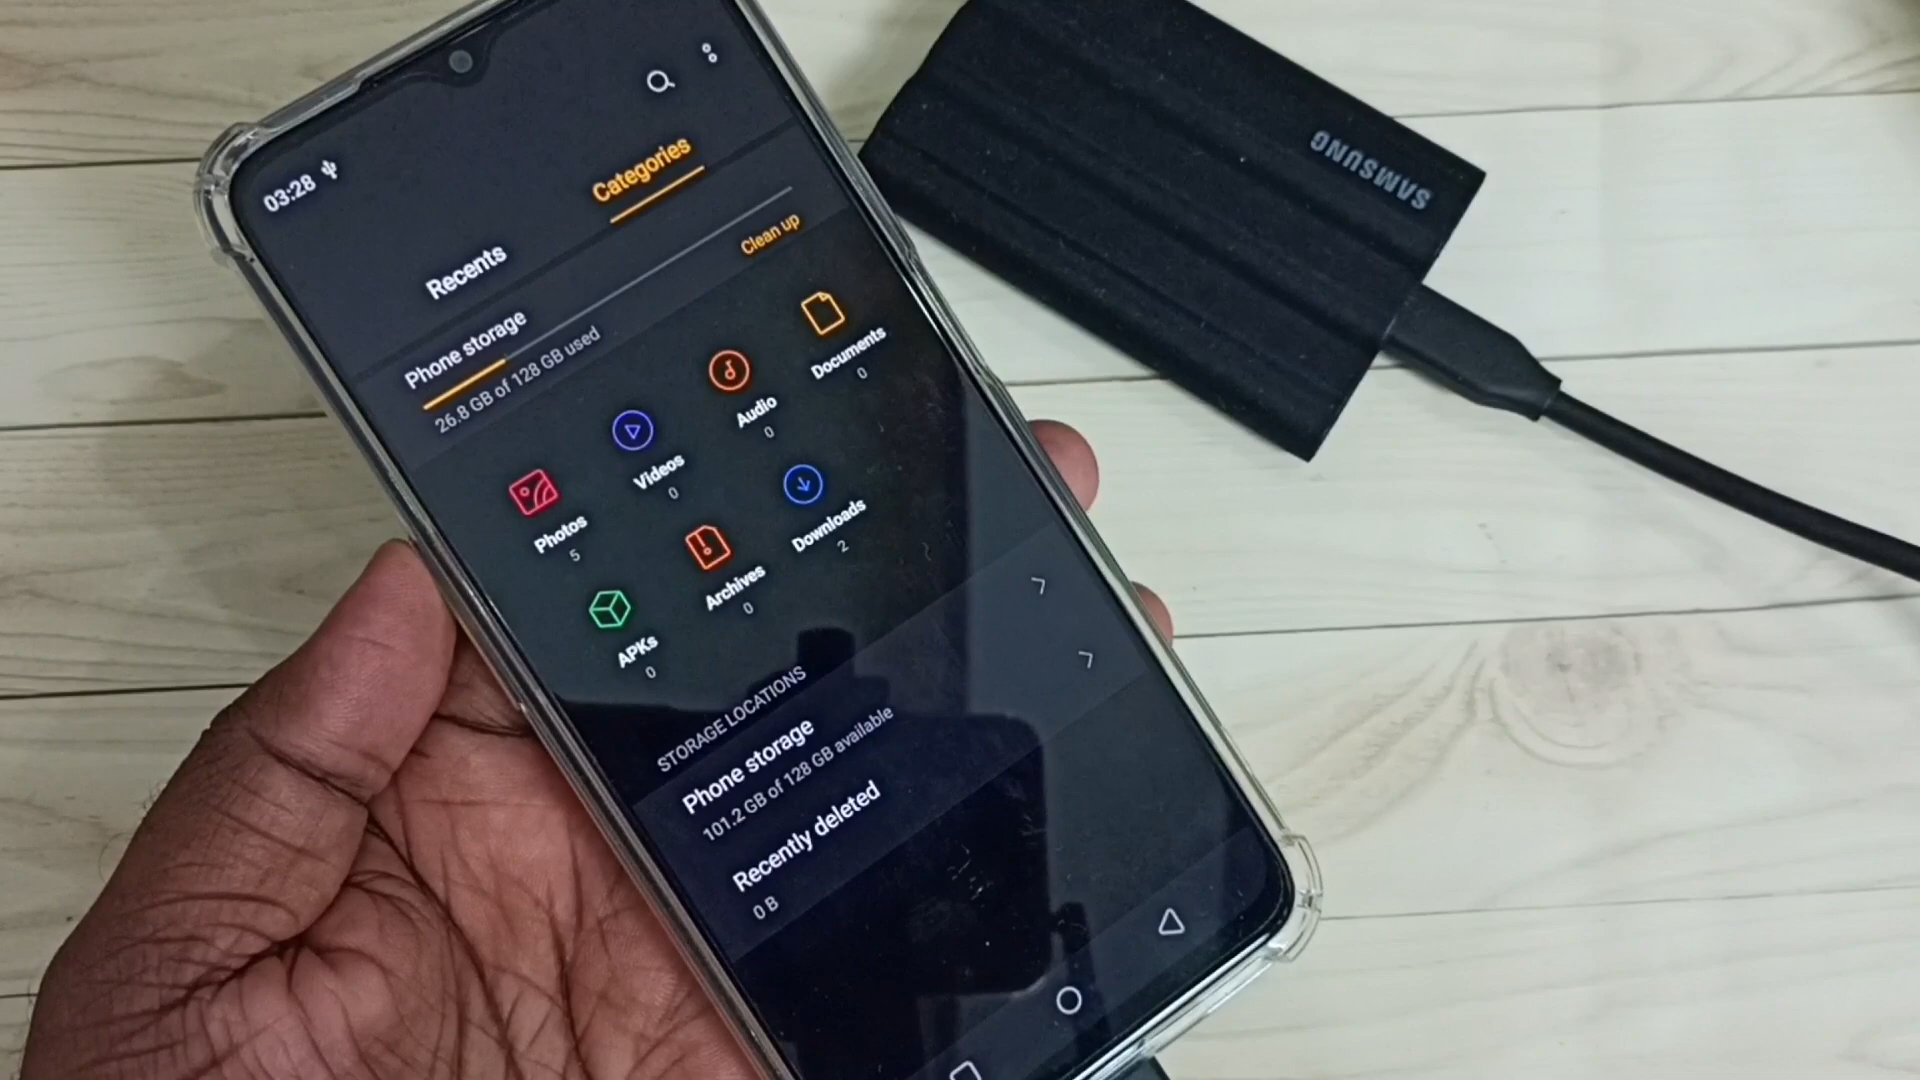 SAMSUNG
03:28
Recents
Categories
Phone storage
Clean up
26.8 GB of 128 GB used
Photos
5
Videos
0
Audio
0
Documents
0
APKs
0
Archives
0
Downloads
2
STORAGE LOCATIONS
Phone storage
101.2 GB of 128 GB available
Recently deleted
0 B